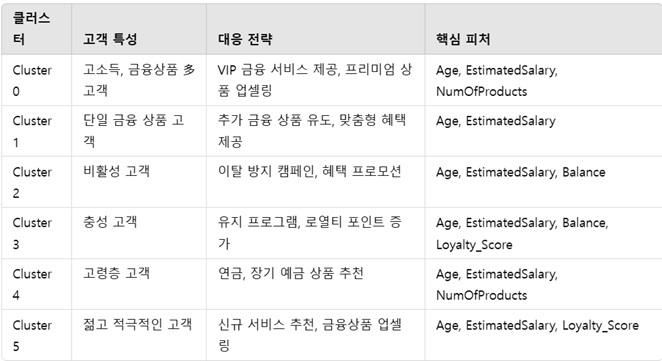 클러스
터
고객 특성
대응 전략
핵심 피처
Cluster
0
고소득, 금융상품 多
고객
VIP 금융 서비스 제공, 프리미엄 상
품 업셀링
Age, EstimatedSalary,
NumOfProducts
Cluster
1
단일 금융 상품 고
객
추가 금융 상품 유도, 맞춤형 혜택
제공
Age, EstimatedSalary
Cluster
2
비활성 고객
이탈 방지 캠페인, 혜택 프로모션
Age, EstimatedSalary, Balance
Cluster
3
충성 고객
유지 프로그램, 로열티 포인트 증
가
Age, EstimatedSalary, Balance,
Loyalty_Score
Cluster
4
고령층 고객
연금, 장기 예금 상품 추천
Age, EstimatedSalary,
NumOfProducts
Cluster
5
젊고 적극적인 고객
신규 서비스 추천, 금융상품 업셀
링
Age, EstimatedSalary, Loyalty_Score